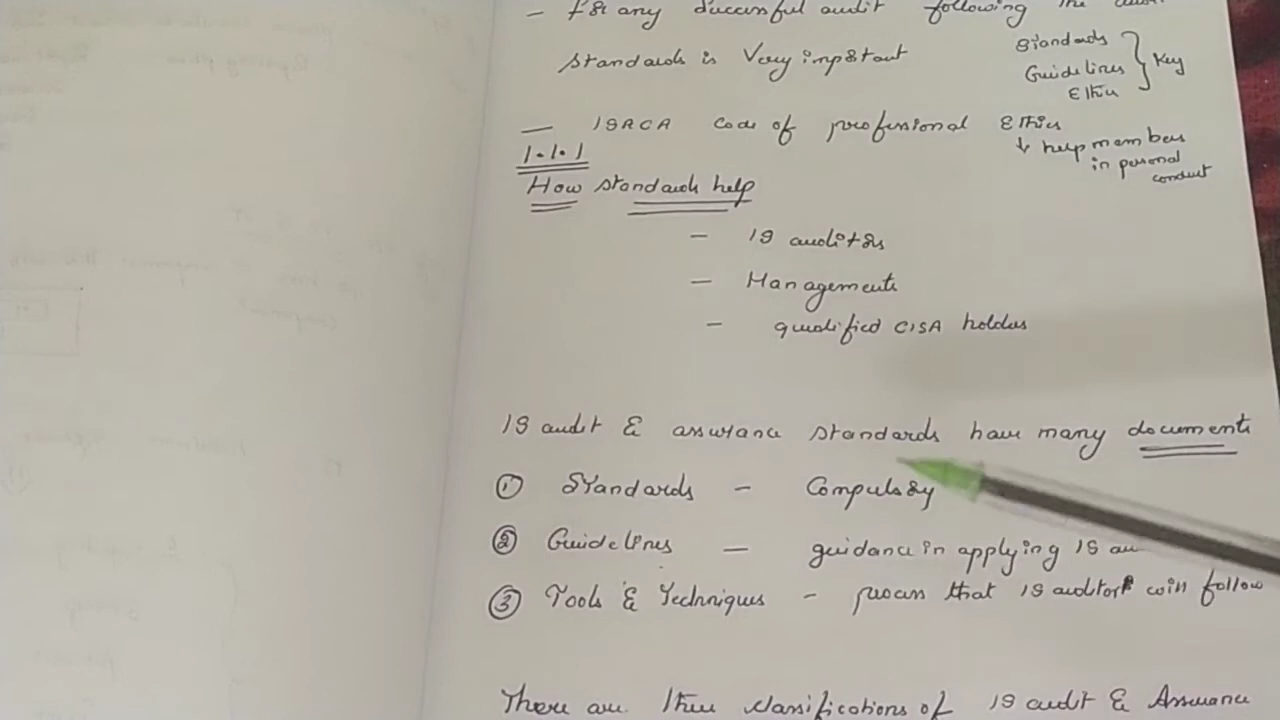 - For any successful audit following the audit
standards is Very important
Standards
Guidelines
Ethics
Key
- ISACA Code of professional Ethics
↓ help members
in personal
conduct
1.1.1
How standards help
- IS auditors
- Managements
- qualified CISA holders
IS audit & assurance standards have many documents
① Standards - Compulsory
② Guidelines - guidance in applying IS au
③ Tools & Techniques - process that IS auditor will follow
There are three classifications of IS audit & Assurance